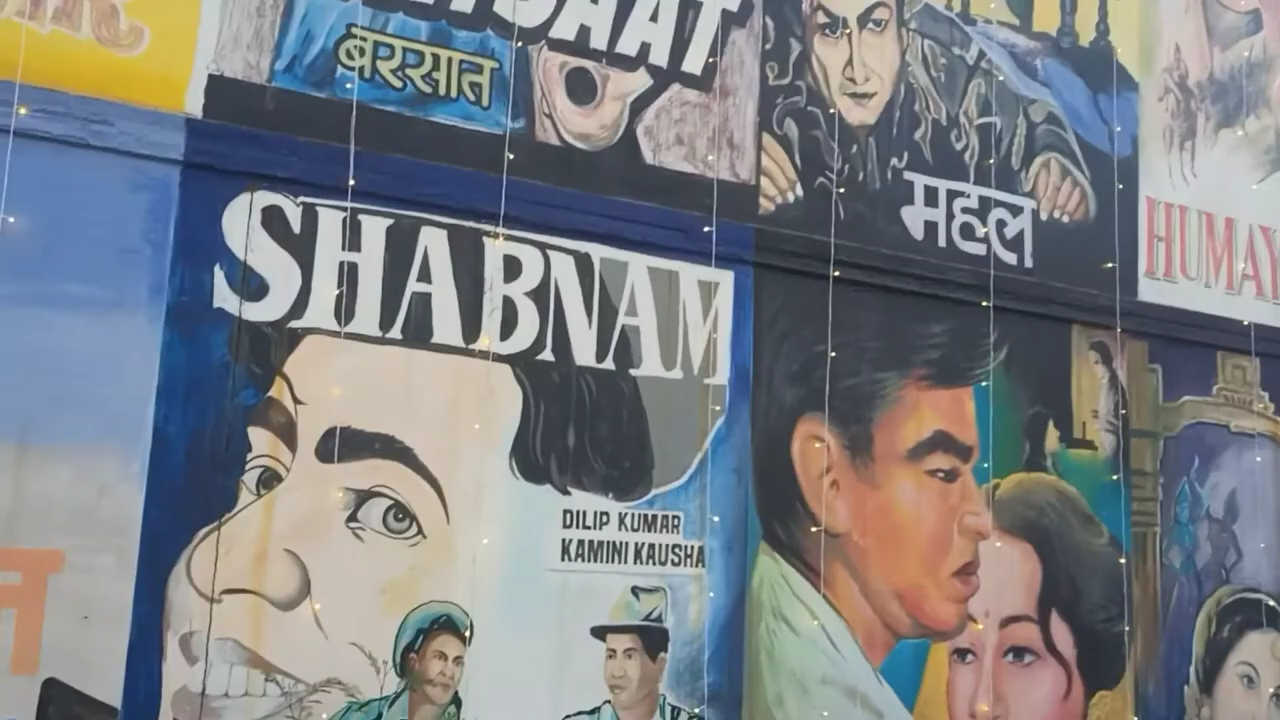 बरसात
महल
HUMAY
SHABNAM
DILIP KUMAR
KAMINI KAUSHA